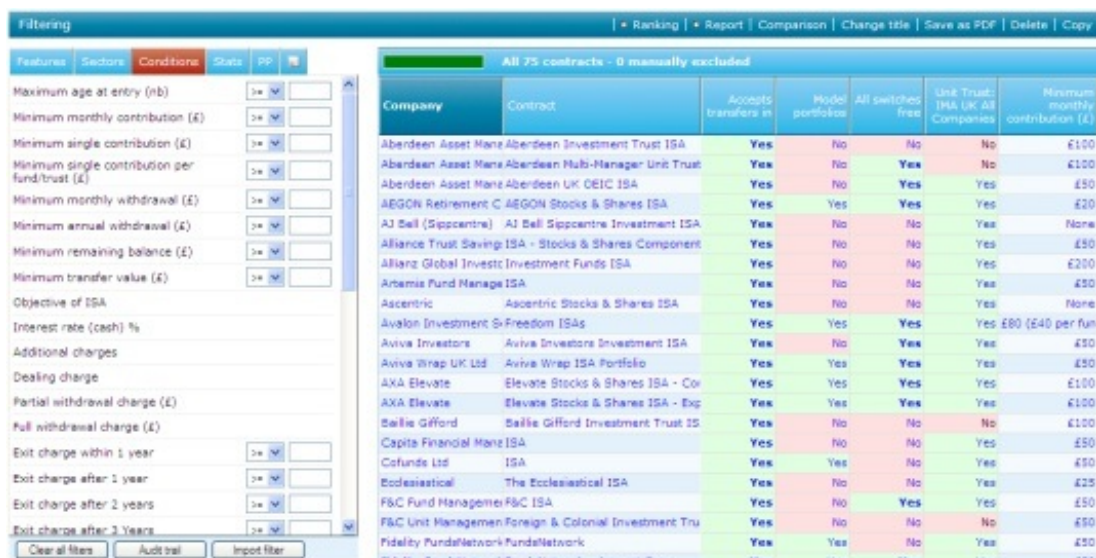 Filtering
| • Ranking | • Report | Comparison | Change title | Save as PDF | Delete | Copy
Features Sectors Conditions Stats PP
All 75 contracts - 0 manually excluded
Company Contract Accepts transfers in Model portfolios All switches free Unit Trust: IMA UK All Companies Minimum monthly contribution (£)
Maximum age at entry (nb) >=
Minimum monthly contribution (£) >=
Minimum single contribution (£) >=
Minimum single contribution per
fund/trust (£) >=
Minimum monthly withdrawal (£) >=
Minimum annual withdrawal (£) >=
Minimum remaining balance (£) >=
Minimum transfer value (£) >=
Objective of ISA
Interest rate (cash) %
Additional charges
Dealing charge
Partial withdrawal charge (£)
Full withdrawal charge (£)
Exit charge within 1 year >=
Exit charge after 1 year >=
Exit charge after 2 years >=
Exit charge after 3 Years >=
Clear all filters Audit trail Import filter
Aberdeen Asset Mana Aberdeen Investment Trust ISA Yes No No No £100
Aberdeen Asset Mana Aberdeen Multi-Manager Unit Trust Yes No Yes No £100
Aberdeen Asset Mana Aberdeen UK OEIC ISA Yes No Yes Yes £50
AEGON Retirement C AEGON Stocks & Shares ISA Yes Yes Yes Yes £20
AJ Bell (Sippcentre) AJ Bell Sippcentre Investment ISA Yes No No Yes None
Alliance Trust Saving ISA - Stocks & Shares Component Yes No No Yes £50
Allianz Global Investo Investment Funds ISA Yes No No Yes £200
Artemis Fund Manage ISA Yes No No Yes £50
Ascentric Ascentric Stocks & Shares ISA Yes No No Yes None
Avalon Investment S Freedom ISAs Yes Yes Yes Yes £80 (£40 per fun
Aviva Investors Aviva Investors Investment ISA Yes No Yes Yes £50
Aviva Wrap UK Ltd Aviva Wrap ISA Portfolio Yes Yes Yes Yes £50
AXA Elevate Elevate Stocks & Shares ISA - Co Yes Yes Yes Yes £100
AXA Elevate Elevate Stocks & Shares ISA - Exp Yes Yes Yes Yes £100
Baillie Gifford Baillie Gifford Investment Trust IS Yes No No No £100
Capita Financial Mana ISA Yes No No Yes £50
Cofunds Ltd ISA Yes Yes No Yes £50
Ecclesiastical The Ecclesiastical ISA Yes No No Yes £25
F&C Fund Manageme F&C ISA Yes No Yes Yes £50
F&C Unit Managemen Foreign & Colonial Investment Tru Yes No No No £50
Fidelity FundsNetwork FundsNetwork Yes Yes No Yes £50